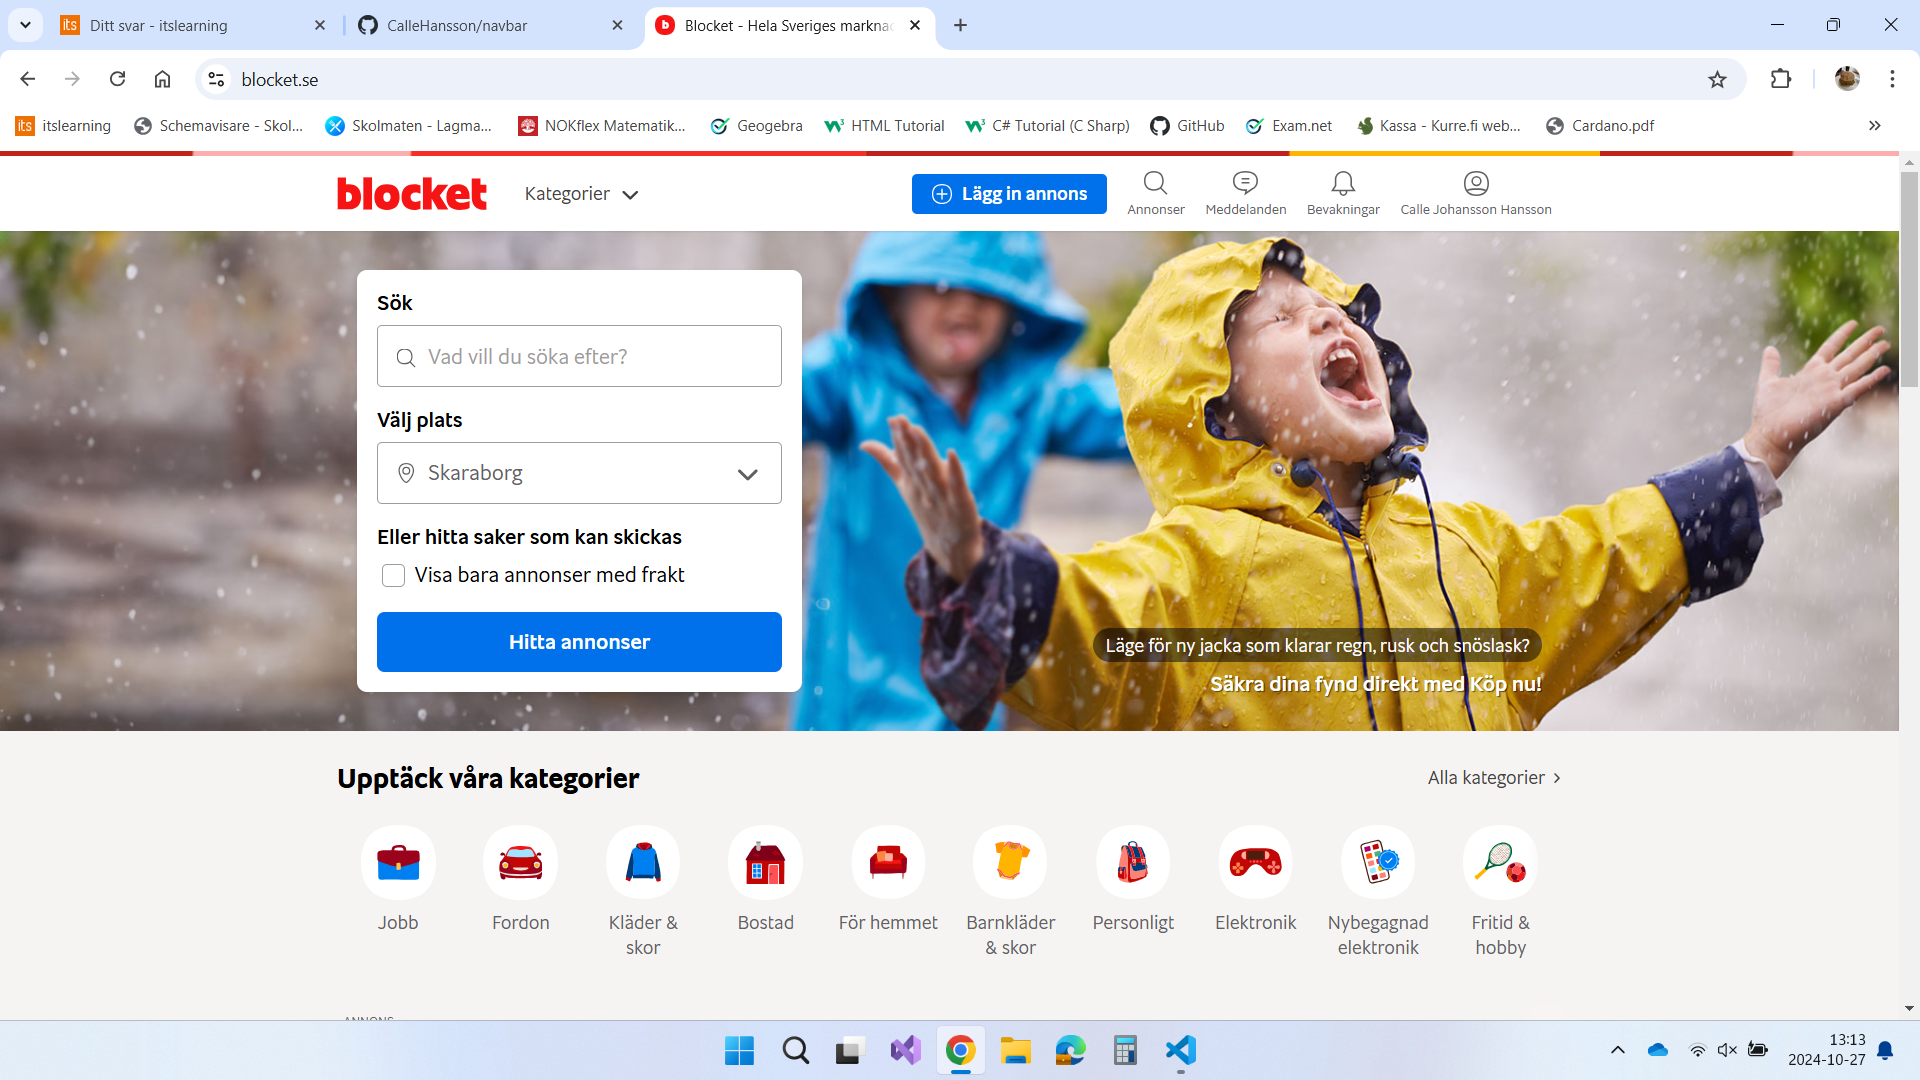 Ditt svar - itslearning
CalleHansson/navbar
Blocket - Hela Sveriges markna
blocket.se
itslearning
Schemavisare - Skol...
Skolmaten - Lagma...
NOKflex Matematik...
Geogebra
HTML Tutorial
C# Tutorial (C Sharp)
GitHub
Exam.net
Kassa - Kurre.fi web...
Cardano.pdf
blocket
Kategorier
Lägg in annons
Annonser
Meddelanden
Bevakningar
Calle Johansson Hansson
Sök
Vad vill du söka efter?
Välj plats
Skaraborg
Eller hitta saker som kan skickas
Visa bara annonser med frakt
Hitta annonser
Läge för ny jacka som klarar regn, rusk och snöslask?
Säkra dina fynd direkt med Köp nu!
Upptäck våra kategorier
Alla kategorier
Jobb
Fordon
Kläder &
skor
Bostad
För hemmet
Barnkläder
& skor
Personligt
Elektronik
Nybegagnad
elektronik
Fritid &
hobby
ANNONS
13:13
2024-10-27